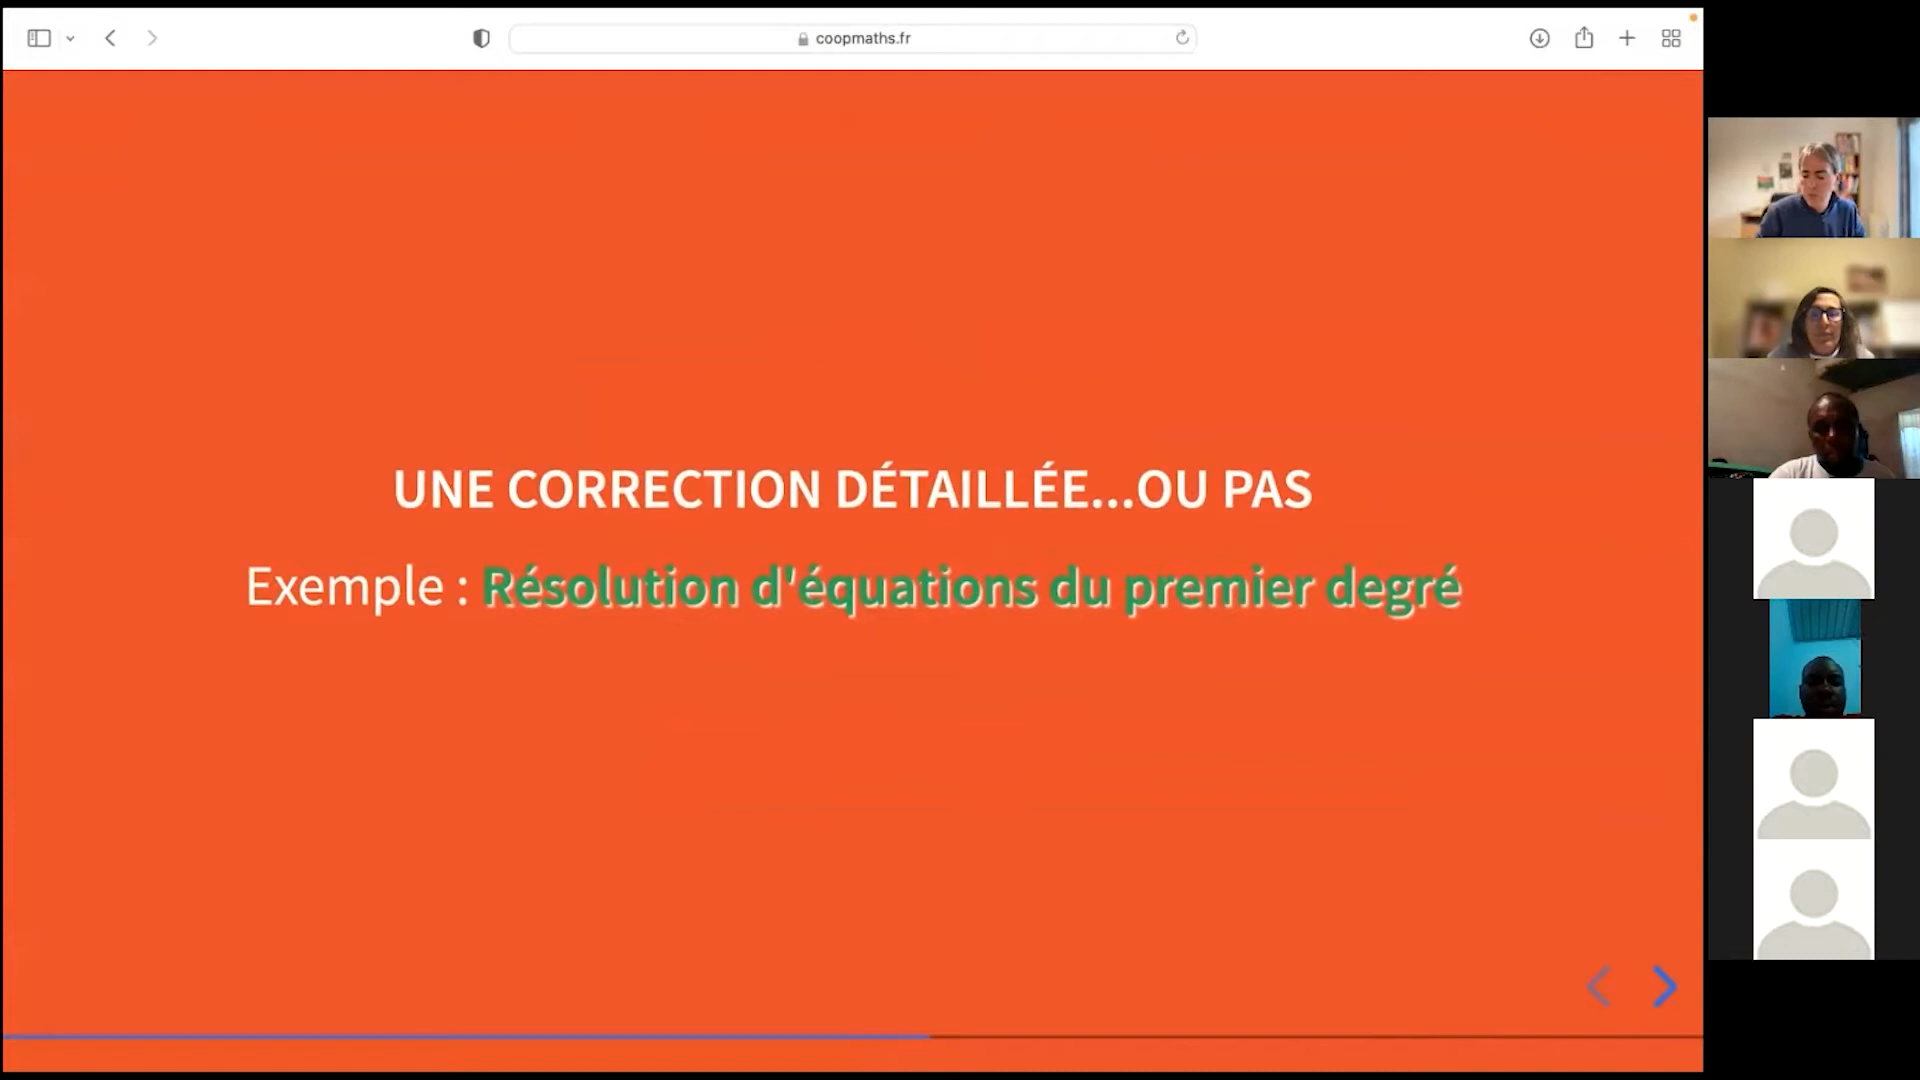 coopmaths.fr
UNE CORRECTION DÉTAILLÉE...OU PAS
Exemple : Résolution d'équations du premier degré